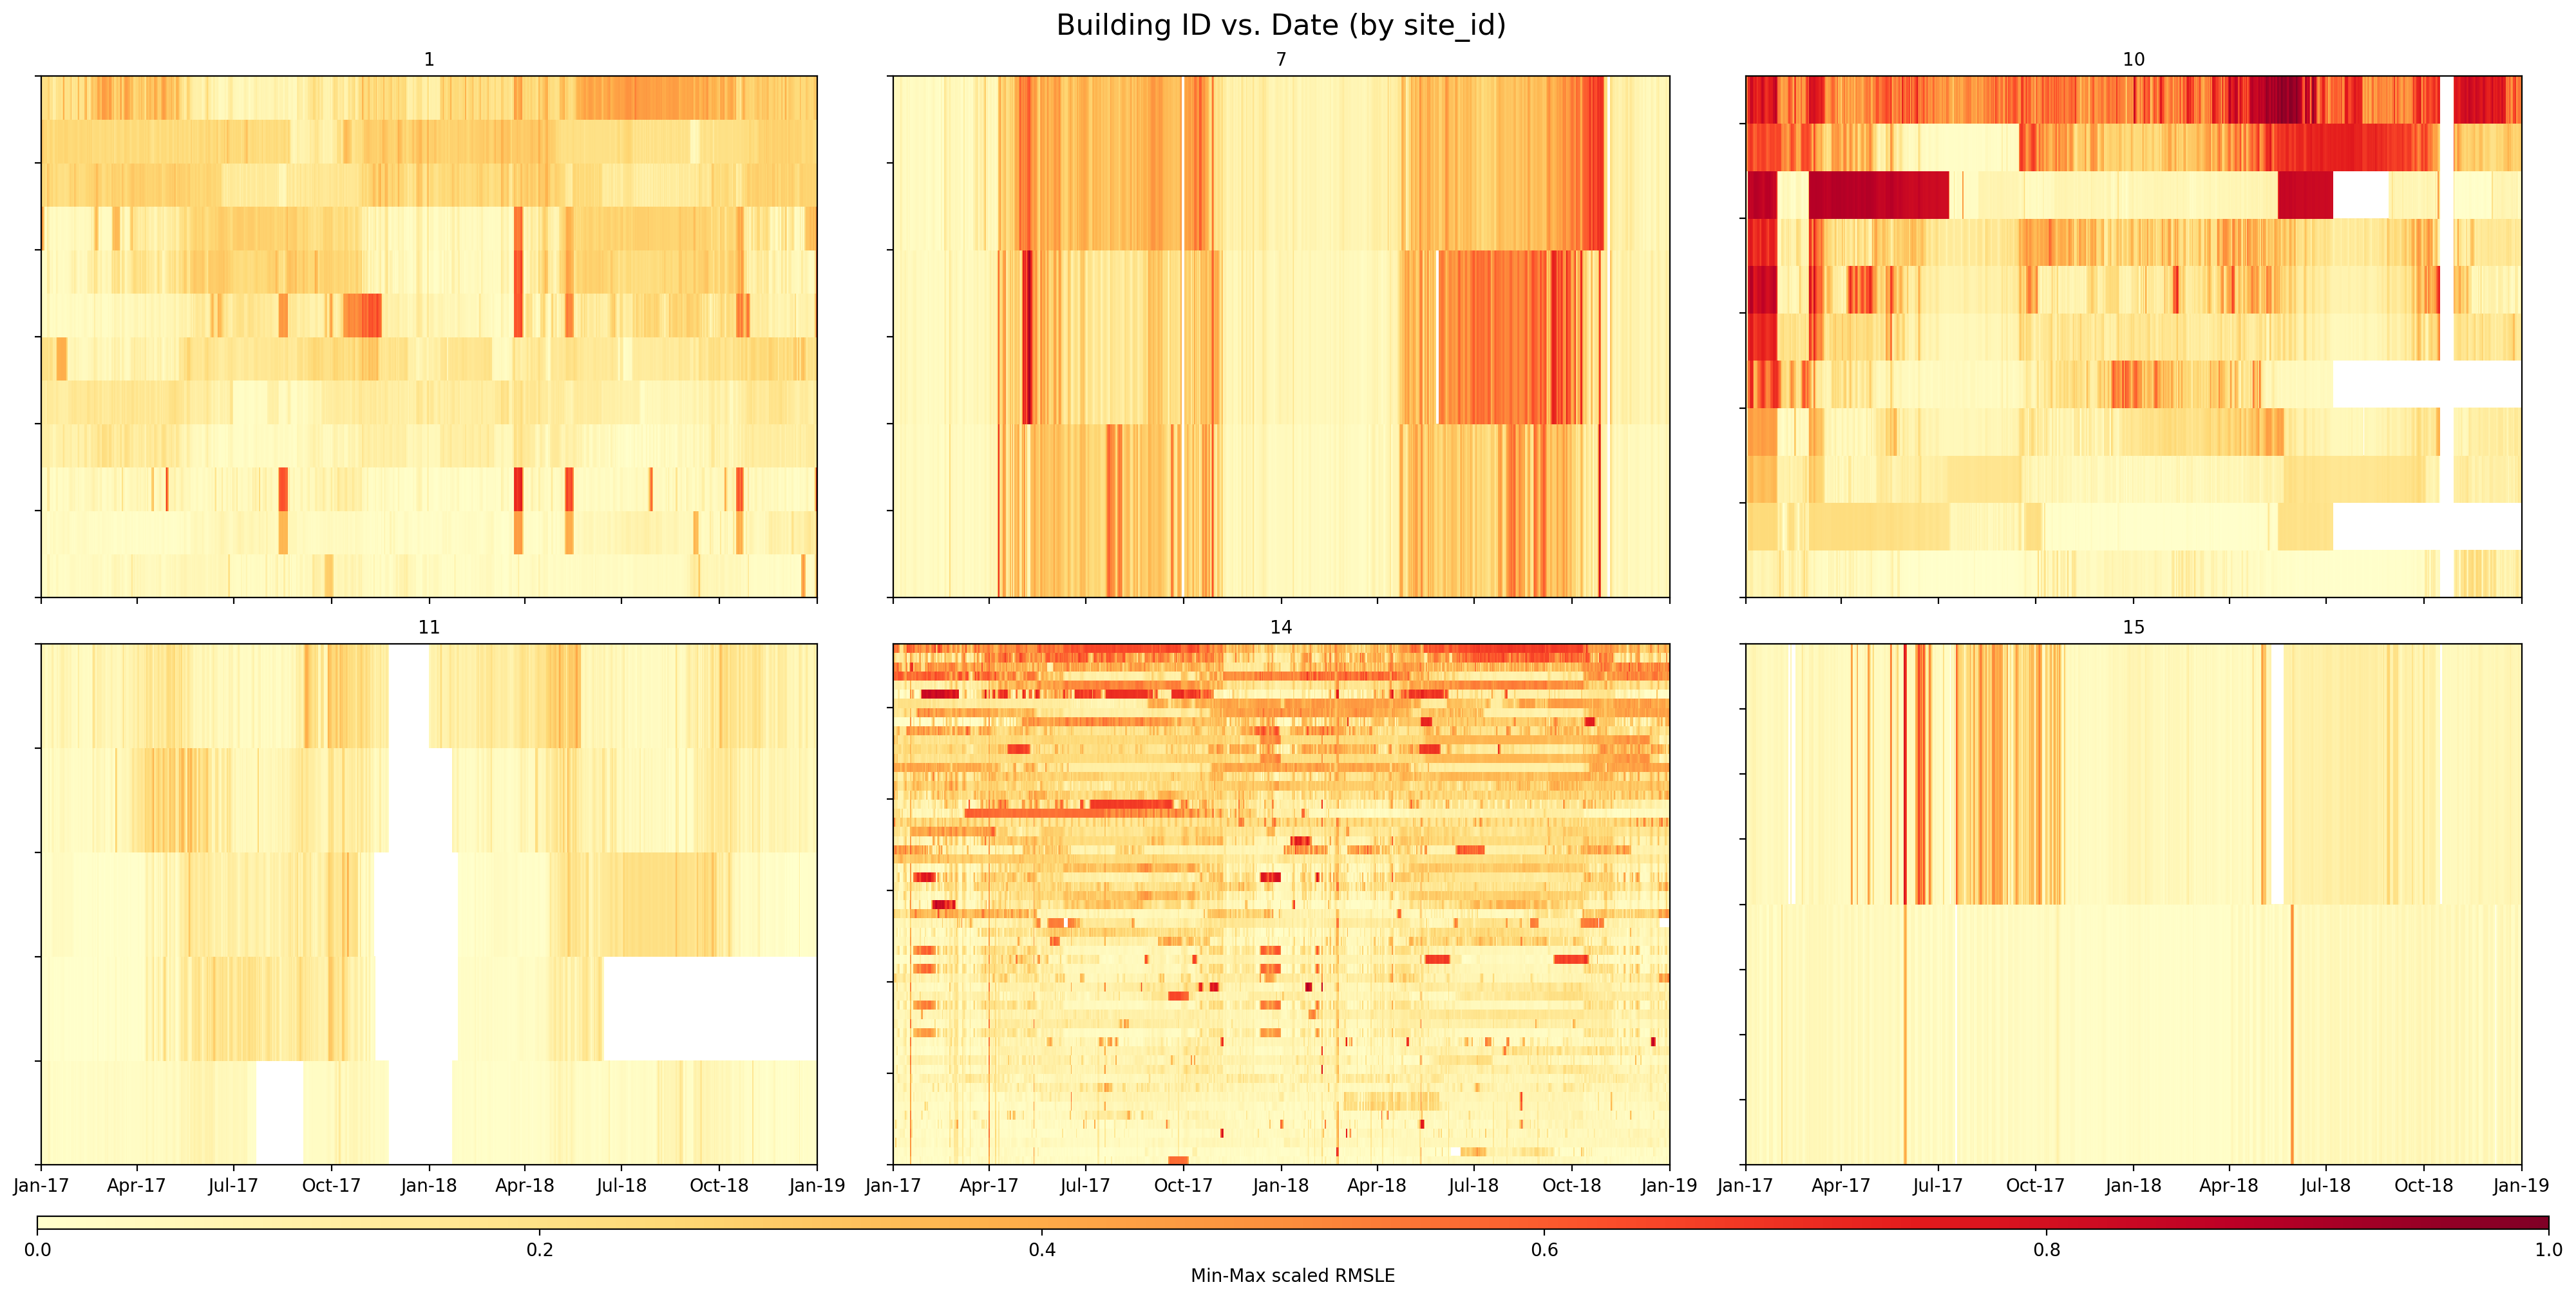 Building ID vs. Date (by site_id)
1 7 10
11 14 15
Jan-17 Apr-17 Jul-17 Oct-17 Jan-18 Apr-18 Jul-18 Oct-18 Jan-19 Jan-17 Apr-17 Jul-17 Oct-17 Jan-18 Apr-18 Jul-18 Oct-18 Jan-19 Jan-17 Apr-17 Jul-17 Oct-17 Jan-18 Apr-18 Jul-18 Oct-18 Jan-19
0.0 0.2 0.4 0.6 0.8 1.0
Min-Max scaled RMSLE